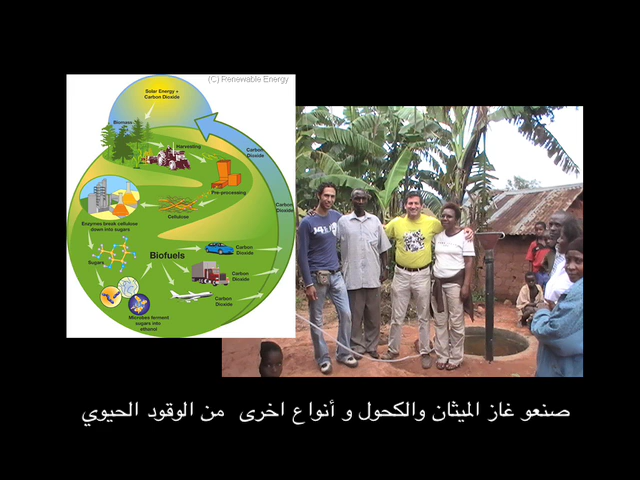 (C) Renewable Energy
Solar Energy +
Carbon Dioxide
Biomass
Harvesting
Carbon
Dioxide
Pre-processing
Cellulose
Carbon
Dioxide
Enzymes break cellulose
down into sugars
Sugars
Biofuels
Carbon
Dioxide
Carbon
Dioxide
Carbon
Dioxide
Microbes ferment
sugars into
ethanol
صنعو غاز الميثان والكحول و أنواع اخرى من الوقود الحيوي